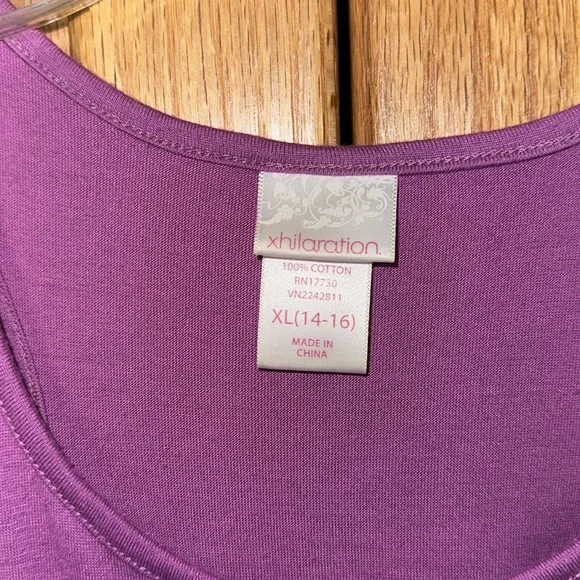 xhilaration.
100% COTTON
RN17730
VN2242811
XL(14-16)
MADE IN
CHINA